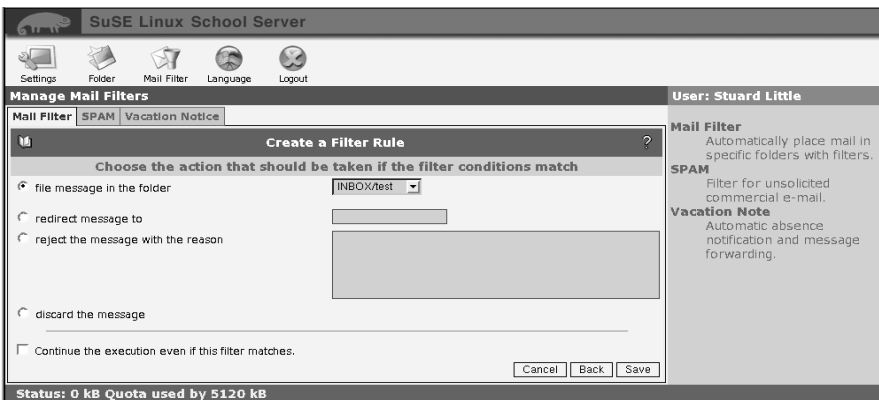 SuSE Linux School Server
Settings Folder Mail Filter Language Logout
Manage Mail Filters
User: Stuard Little
Mail Filter SPAM Vacation Notice
Create a Filter Rule ?
Choose the action that should be taken if the filter conditions match
file message in the folder INBOX/test
redirect message to
reject the message with the reason
discard the message
Continue the execution even if this filter matches.
Cancel Back Save
Mail Filter
Automatically place mail in
specific folders with filters.
SPAM
Filter for unsolicited
commercial e-mail.
Vacation Note
Automatic absence
notification and message
forwarding.
Status: 0 kB Quota used by 5120 kB